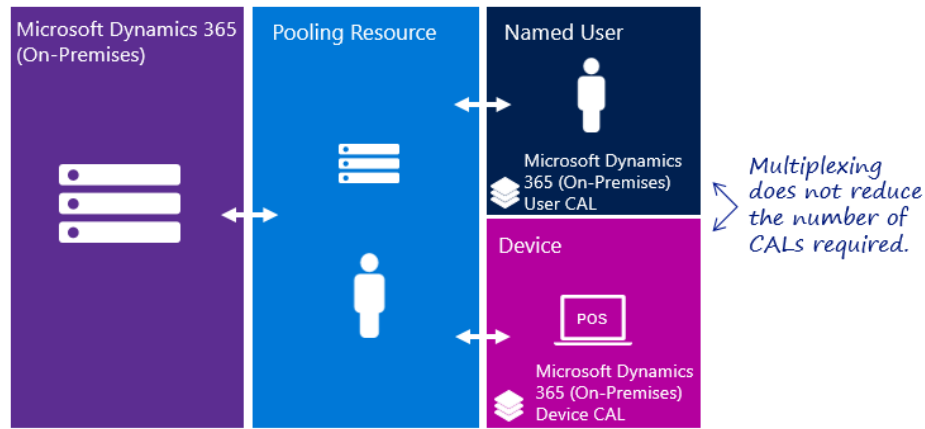 Microsoft Dynamics 365
(On-Premises)
Pooling Resource
Named User
Microsoft Dynamics
365 (On-Premises)
User CAL
Device
POS
Microsoft Dynamics
365 (On-Premises)
Device CAL
Multiplexing
does not reduce
the number of
CALs required.